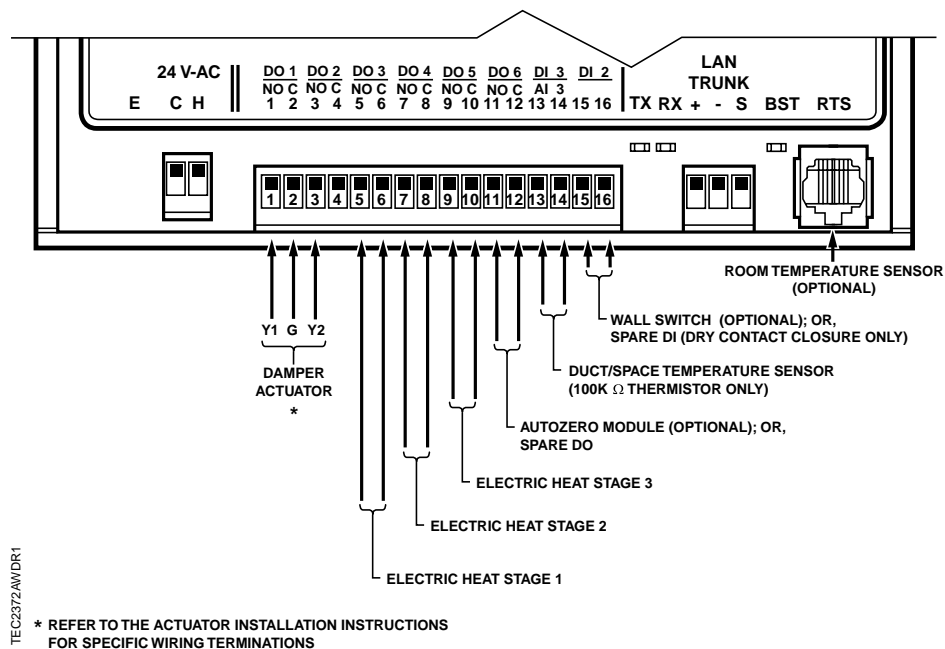 24 V-AC
E C H
DO 1 DO 2 DO 3 DO 4 DO 5 DO 6 DI 3 DI 2
NO C NO C NO C NO C NO C NO C AI 3
1 2 3 4 5 6 7 8 9 10 11 12 13 14 15 16
LAN
TRUNK
TX RX + - S BST RTS
1 2 3 4 5 6 7 8 9 10 11 12 13 14 15 16
Y1 G Y2
DAMPER
ACTUATOR
*
ROOM TEMPERATURE SENSOR
(OPTIONAL)
WALL SWITCH (OPTIONAL); OR,
SPARE DI (DRY CONTACT CLOSURE ONLY)
DUCT/SPACE TEMPERATURE SENSOR
(100K Ω THERMISTOR ONLY)
AUTOZERO MODULE (OPTIONAL); OR,
SPARE DO
ELECTRIC HEAT STAGE 3
ELECTRIC HEAT STAGE 2
ELECTRIC HEAT STAGE 1
TEC2372AWDR1
* REFER TO THE ACTUATOR INSTALLATION INSTRUCTIONS
FOR SPECIFIC WIRING TERMINATIONS